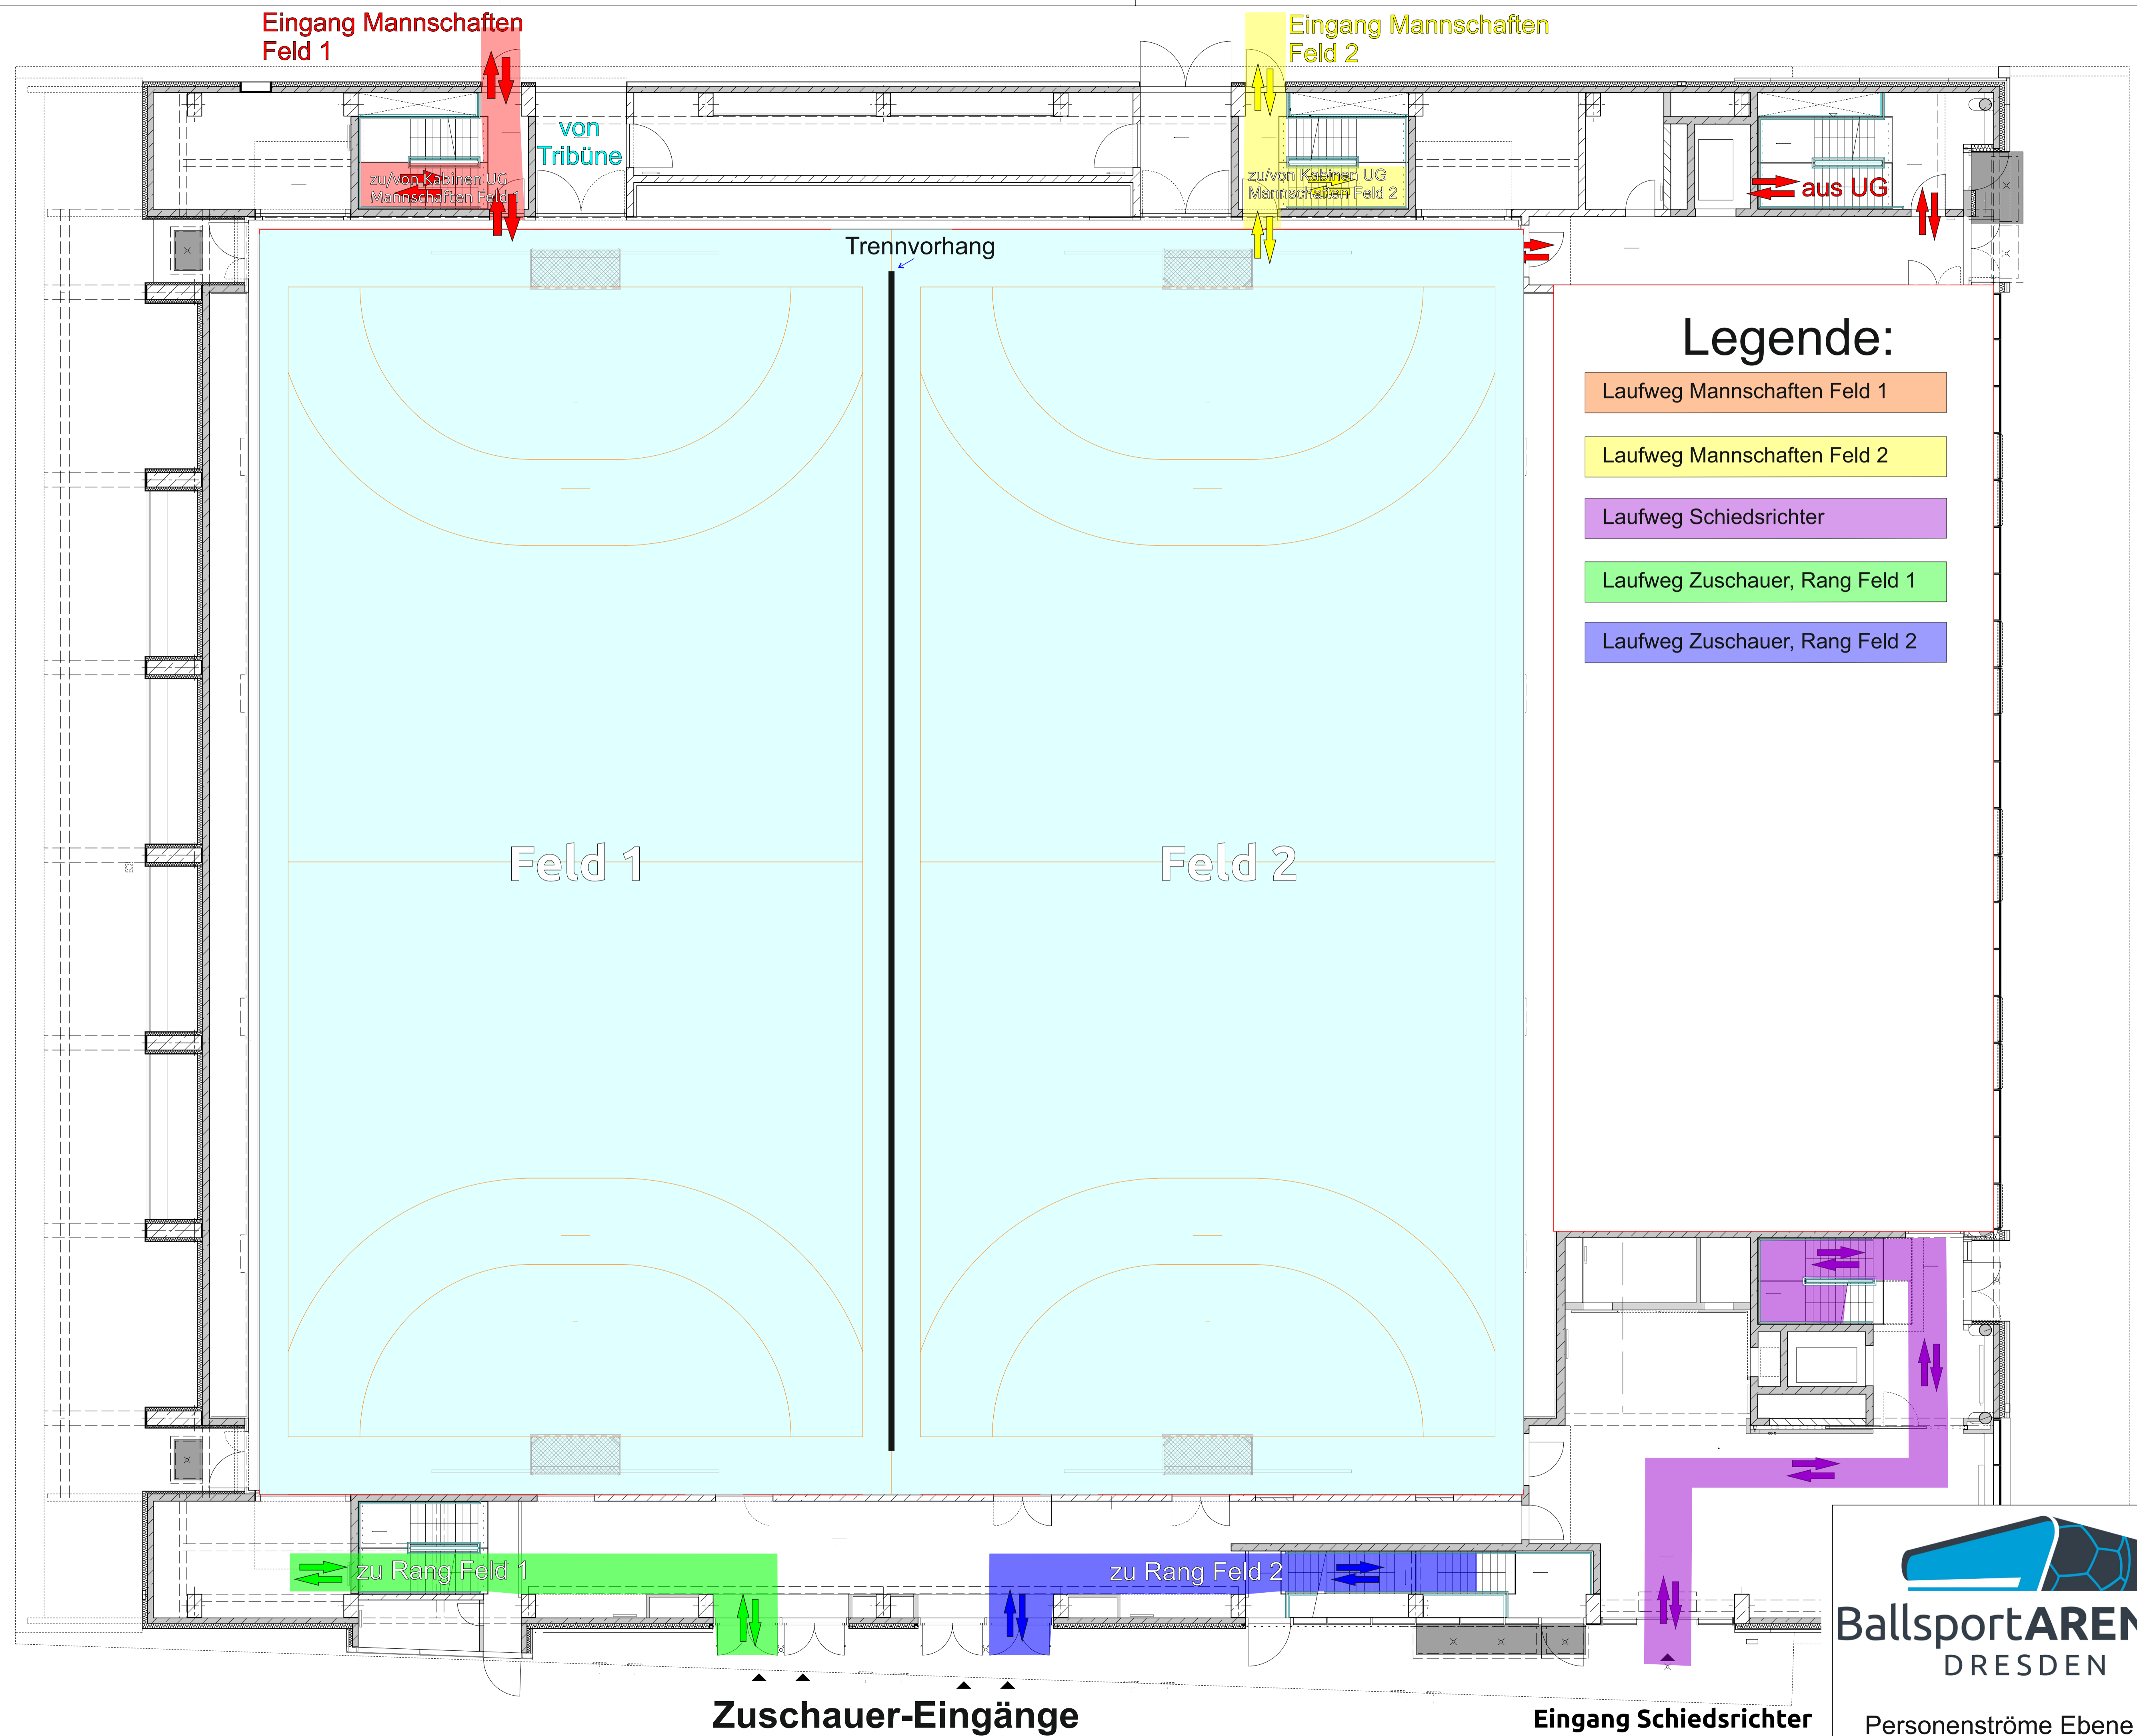 Eingang Mannschaften
Feld 1
Eingang Mannschaften
Feld 2
von
Tribüne
zu/von Kabinen UG
Mannschaften Feld 1
zu/von Kabinen UG
Mannschaften Feld 2
aus UG
Trennvorhang
Legende:
Laufweg Mannschaften Feld 1
Laufweg Mannschaften Feld 2
Laufweg Schiedsrichter
Laufweg Zuschauer, Rang Feld 1
Laufweg Zuschauer, Rang Feld 2
Feld 1
Feld 2
zu Rang Feld 1
zu Rang Feld 2
BallsportAREN
DRESDEN
Zuschauer-Eingänge
Eingang Schiedsrichter
Personenströme Ebene